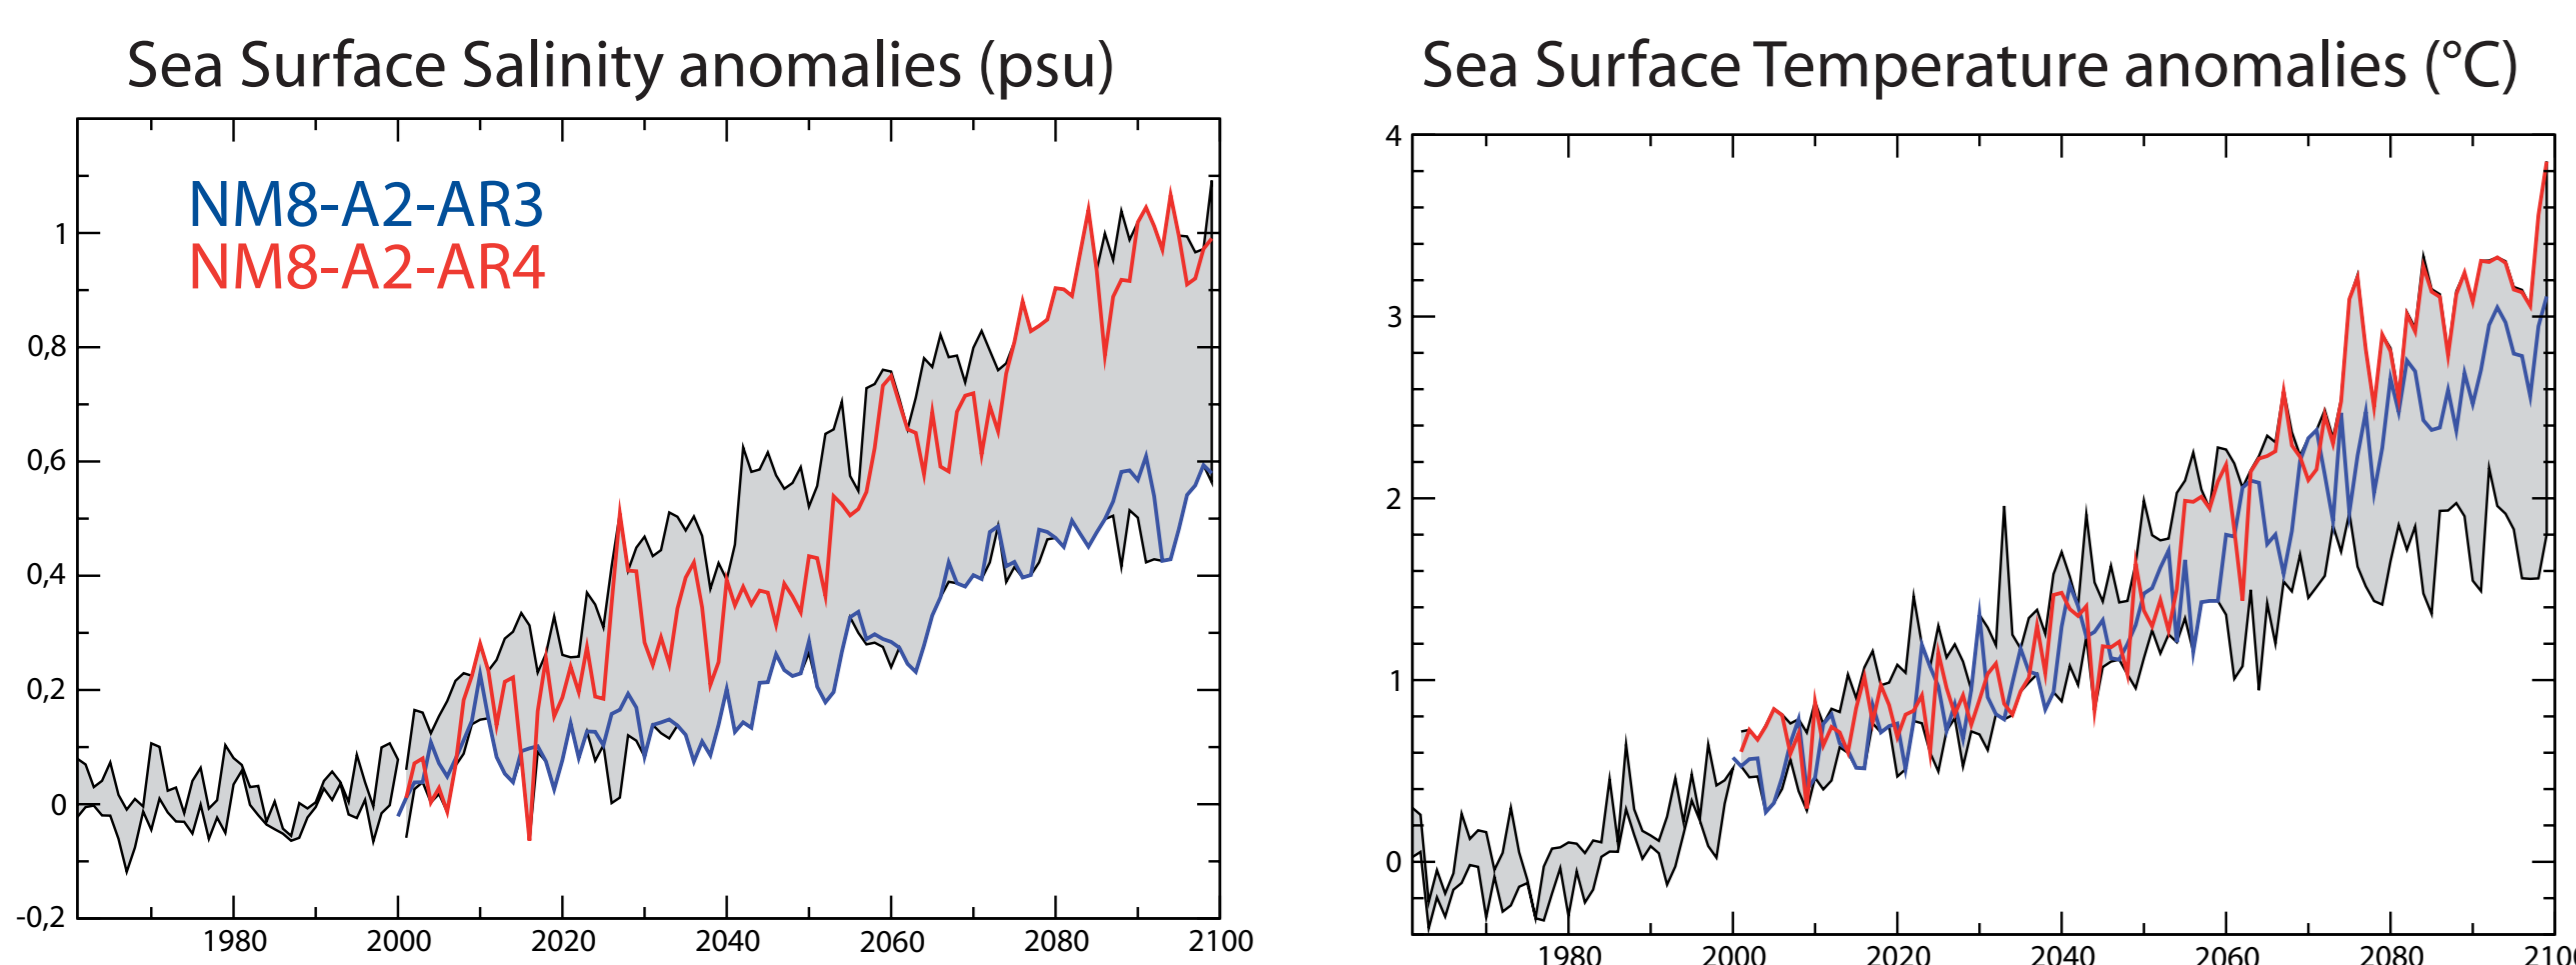 Sea Surface Salinity anomalies (psu)
NM8-A2-AR3
NM8-A2-AR4
1
0,8
0,6
0,4
0,2
0
-0,2
1980 2000 2020 2040 2060 2080 2100
Sea Surface Temperature anomalies (°C)
4
3
2
1
0
1980 2000 2020 2040 2060 2080 210